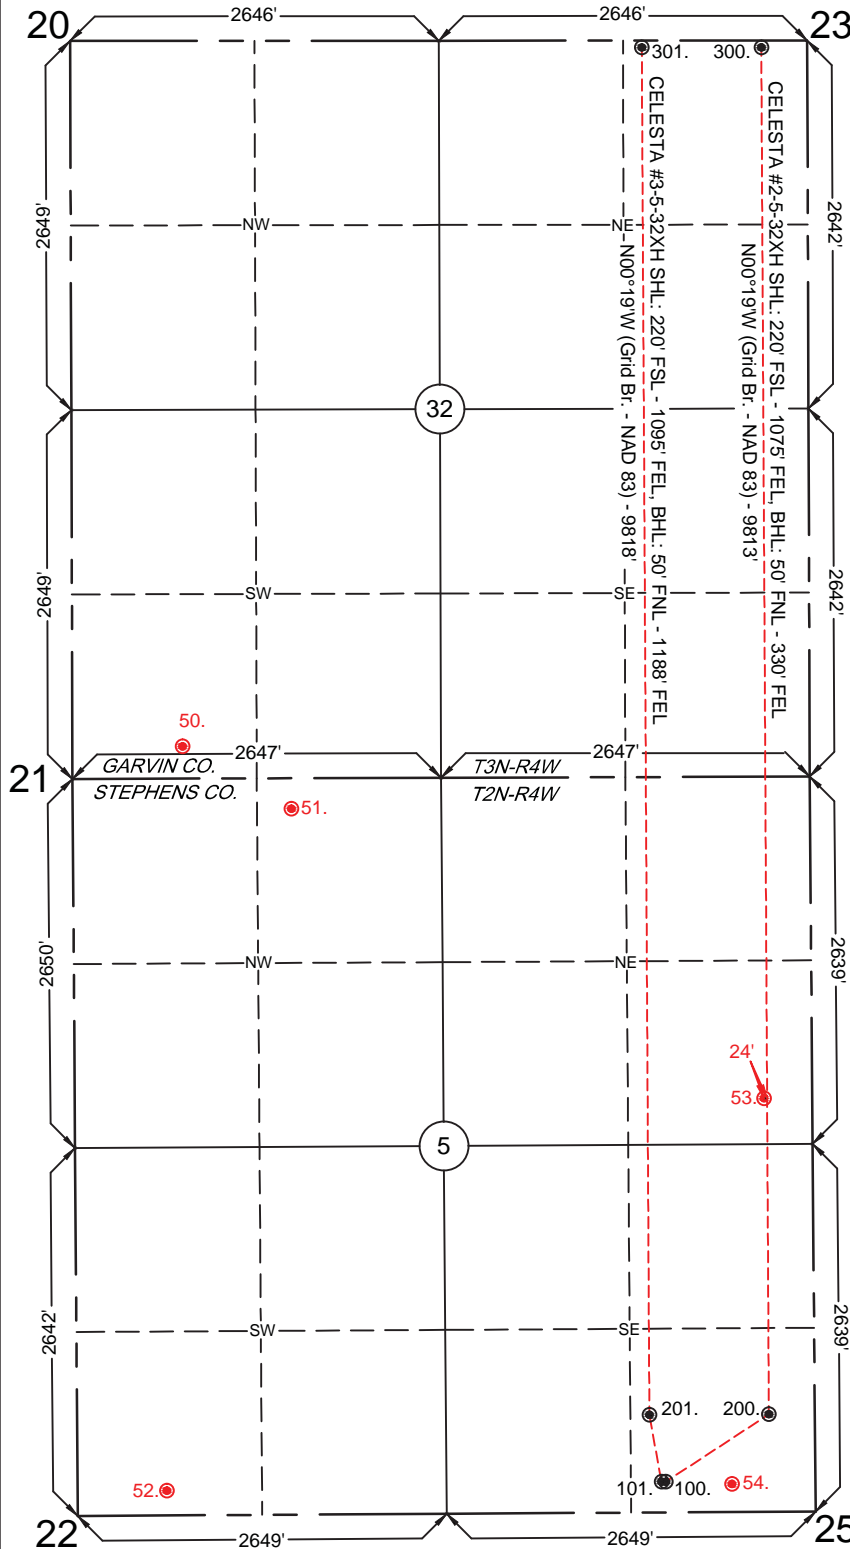 20
2646'
2646'
23
301.
300.
CELESTA #3-5-32XH SHL: 220' FSL - 1095' FEL, BHL: 50' FNL - 1188' FEL
N00°19'W (Grid Br. - NAD 83) - 9818'
CELESTA #2-5-32XH SHL: 220' FSL - 1075' FEL, BHL: 50' FNL - 330' FEL
N00°19'W (Grid Br. - NAD 83) - 9813'
2649'
NW
NE
2642'
32
2649'
SW
SE
2642'
50.
2647'
2647'
21
GARVIN CO.
T3N-R4W
STEPHENS CO.
T2N-R4W
51.
2650'
NW
NE
2639'
24'
53.
5
2642'
SW
SE
2639'
201.
200.
52.
101.
100.
54.
22
2649'
2649'
25